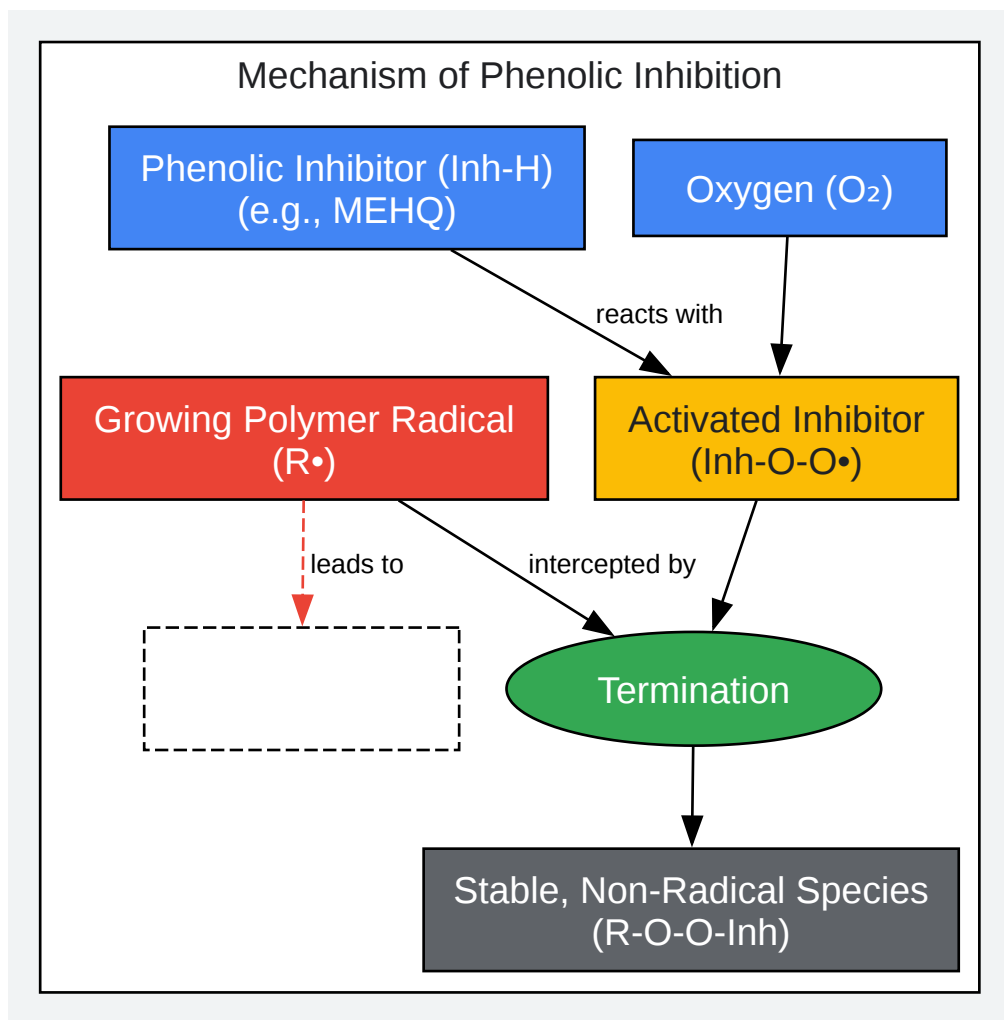 Mechanism of Phenolic Inhibition
Phenolic Inhibitor (Inh-H)
(e.g., MEHQ)
Oxygen (O₂)
reacts with
Growing Polymer Radical
(R•)
Activated Inhibitor
(Inh-O-O•)
leads to
intercepted by
Termination
Stable, Non-Radical Species
(R-O-O-Inh)